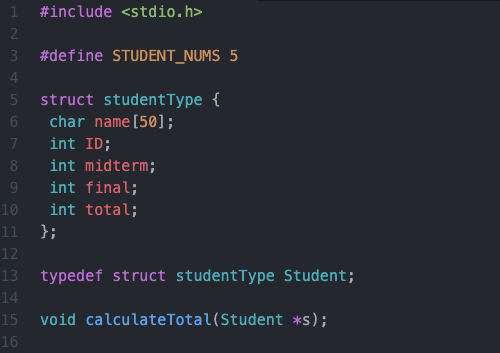 1 #include <stdio.h>
2
3 #define STUDENT_NUMS 5
4
5 struct studentType {
6  char name[50];
7  int ID;
8  int midterm;
9  int final;
10  int total;
11 };
12
13 typedef struct studentType Student;
14
15 void calculateTotal(Student *s);
16